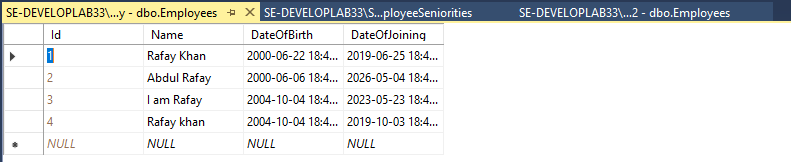 SE-DEVELOPLAB33\...y - dbo.Employees SE-DEVELOPLAB33\S...ployeeSeniorities SE-DEVELOPLAB33\...2 - dbo.Employees
Id Name DateOfBirth DateOfJoining
1 Rafay Khan 2000-06-22 18:4... 2019-06-25 18:4...
2 Abdul Rafay 2000-06-06 18:4... 2026-05-04 18:4...
3 I am Rafay 2004-10-04 18:4... 2023-05-23 18:4...
4 Rafay khan 2004-10-04 18:4... 2019-10-03 18:4...
NULL NULL NULL NULL